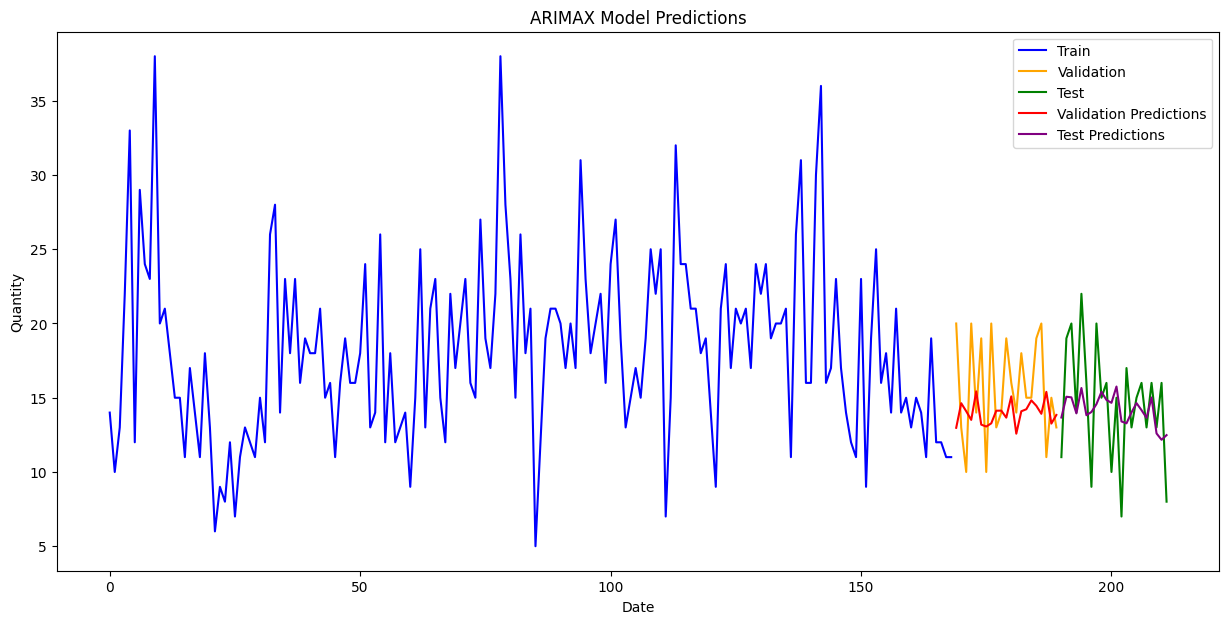 ARIMAX Model Predictions
Train
Validation
Test
Validation Predictions
Test Predictions
Quantity
35
30
25
20
15
10
5
0
50
100
150
200
Date